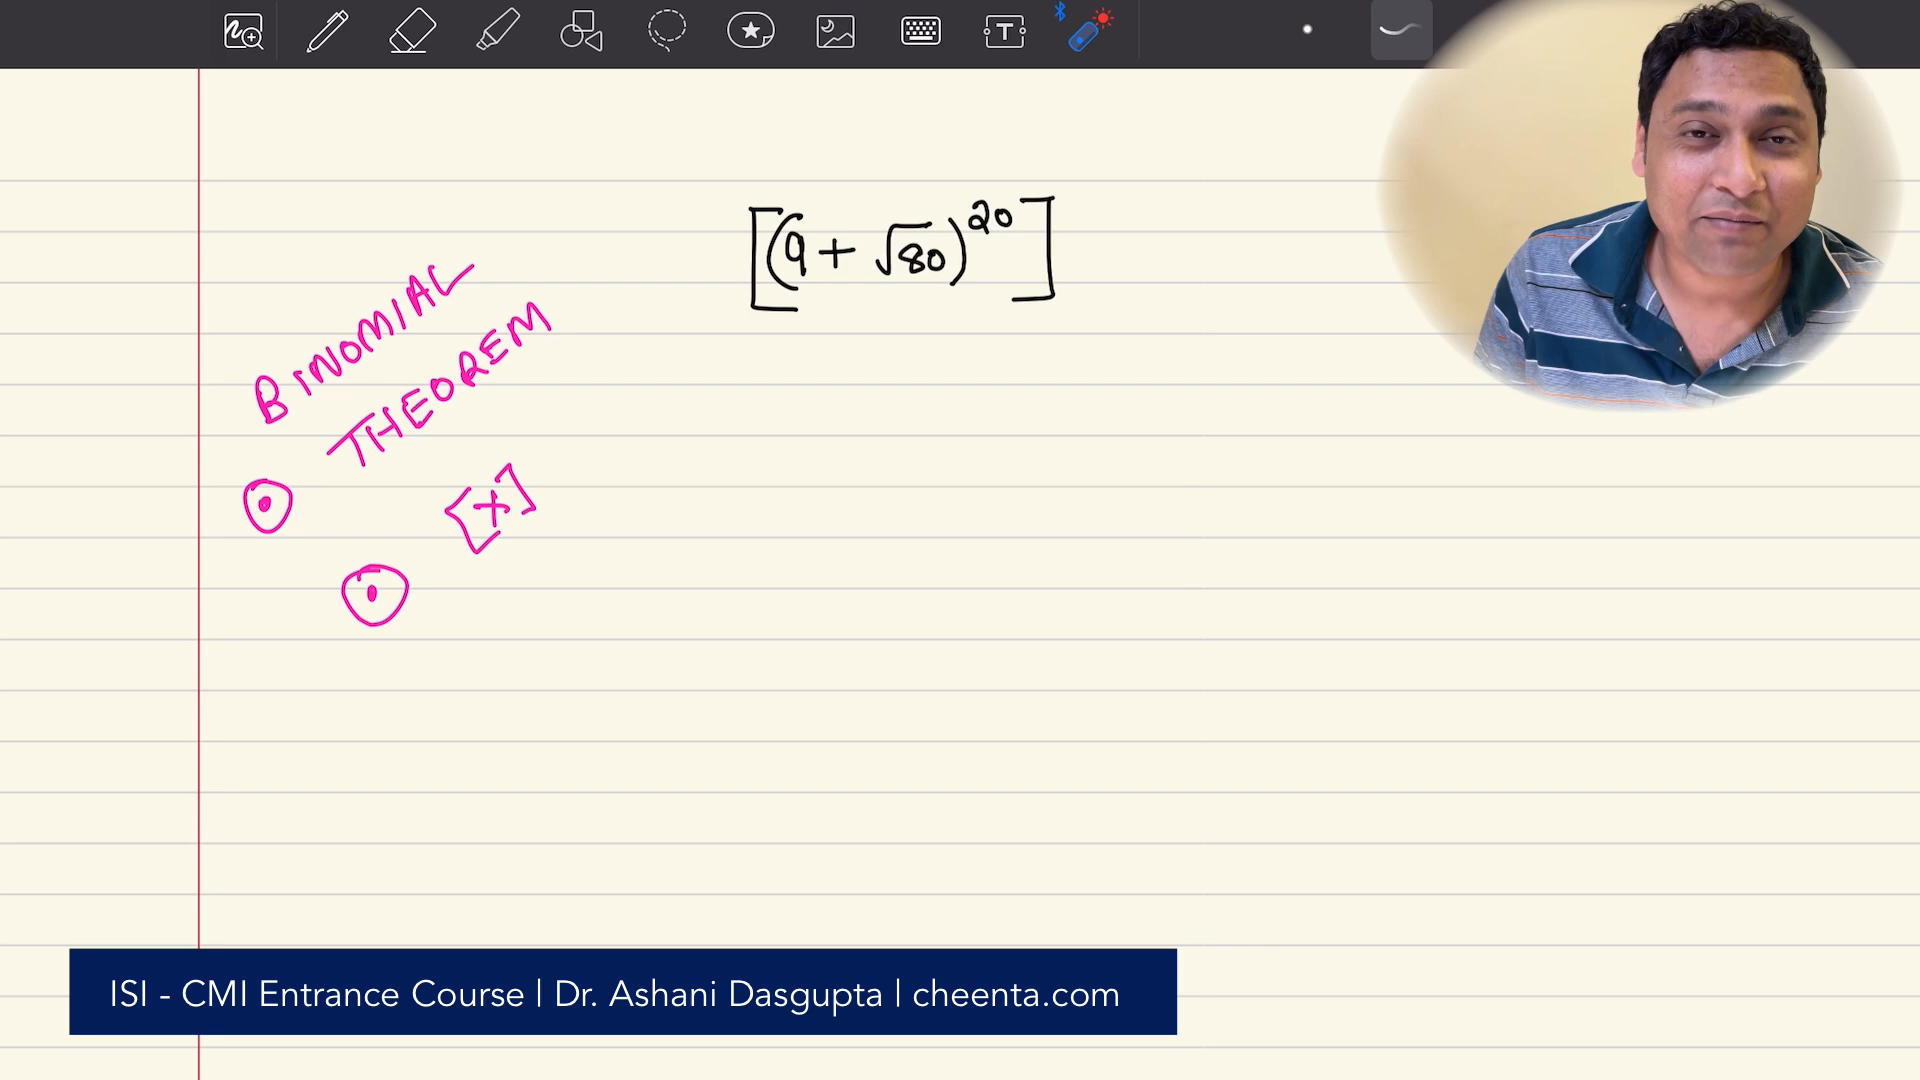 [(9 + √80)^20]
BINOMIAL
THEOREM
[x]
ISI - CMI Entrance Course | Dr. Ashani Dasgupta | cheenta.com